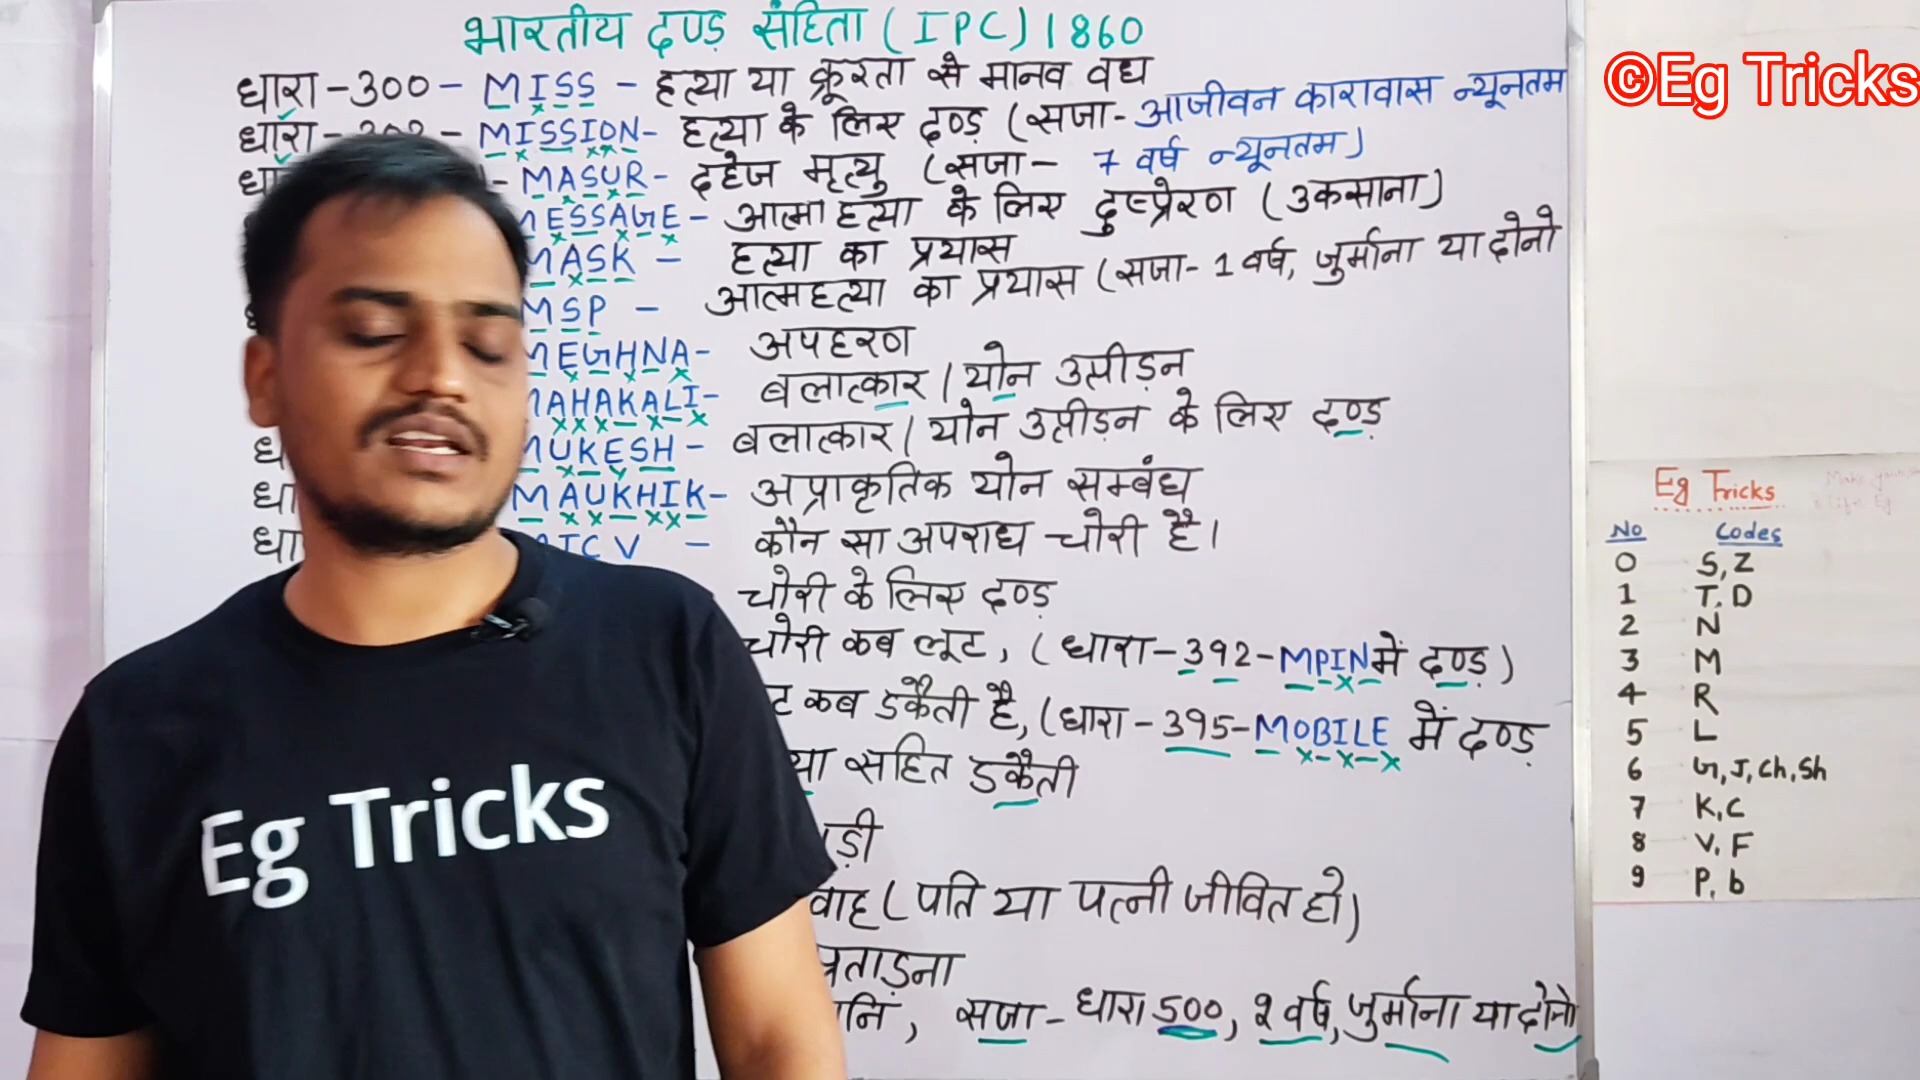 भारतीय दण्ड संहिता (IPC) 1860
धारा-300- MISS - हत्या या क्रूरता से मानव वध
धारा-302- MISSION- हत्या के लिए दण्ड (सजा- आजीवन कारावास न्यूनतम
MASUR- दहेज मृत्यु (सजा- 7 वर्ष न्यूनतम)
MESSAGE- आत्महत्या के लिए दुष्प्रेरण (उकसाना)
MASK - हत्या का प्रयास
MSP - आत्महत्या का प्रयास (सजा- 1 वर्ष, जुर्माना या दोनो
MEGHNA- अपहरण
MAHAKALI- बलात्कार / योन उत्पीड़न
MUKESH- बलात्कार / योन उत्पीड़न के लिए दण्ड
MAUKHIK- अप्राकृतिक योन सम्बंध
- कौन सा अपराध चोरी है।
चोरी के लिए दण्ड
चोरी कब लूट, (धारा-392-MPIN में दण्ड)
कब डकैती है, (धारा-395-MOBILE में दण्ड
सहित डकैती
(पति या पत्नी जीवित हो)
सजा- धारा 500, 2 वर्ष, जुर्माना या दोनो
©Eg Tricks
Eg Tricks
No Codes
0 S, Z
1 T, D
2 N
3 M
4 R
5 L
6 G, J, Ch, Sh
7 K, C
8 V, F
9 P, b
Eg Tricks